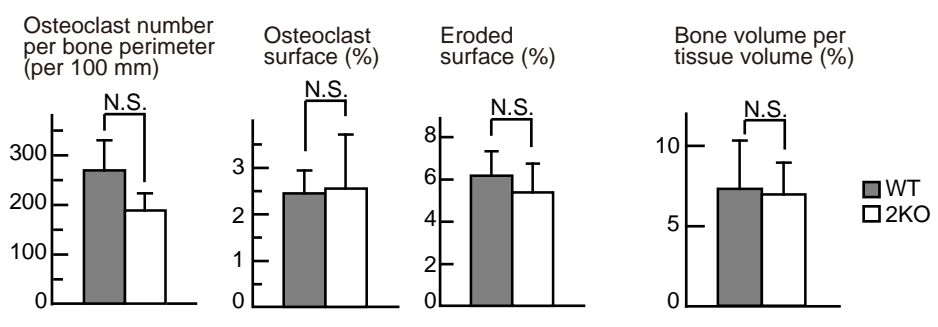 Osteoclast number
per bone perimeter
(per 100 mm)
N.S.
300
200
100
0
Osteoclast
surface (%)
N.S.
3
2
1
0
Eroded
surface (%)
N.S.
8
6
4
2
0
Bone volume per
tissue volume (%)
N.S.
10
5
0
WT
2KO